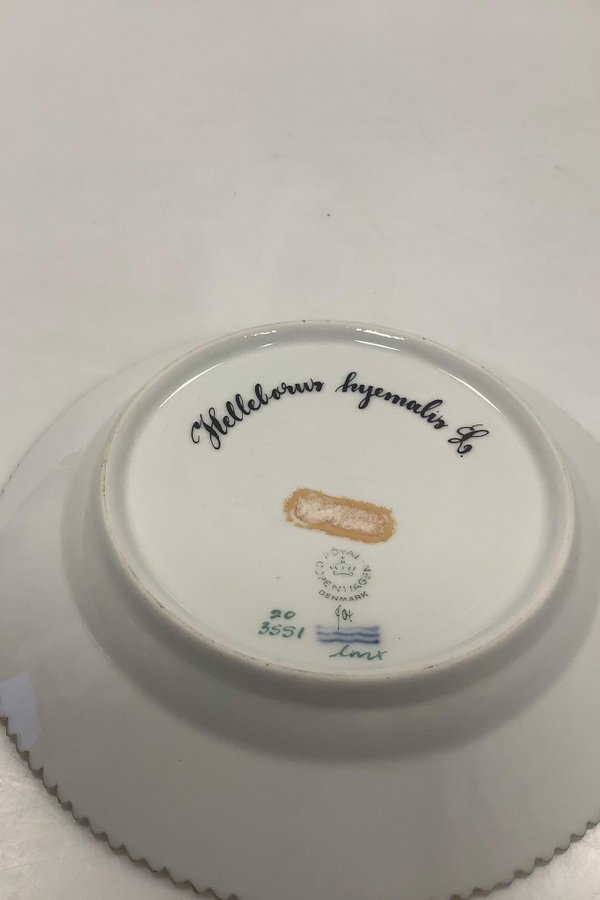 Helleborus hyemalis L.
ROYAL COPENHAGEN
DENMARK
20
3551